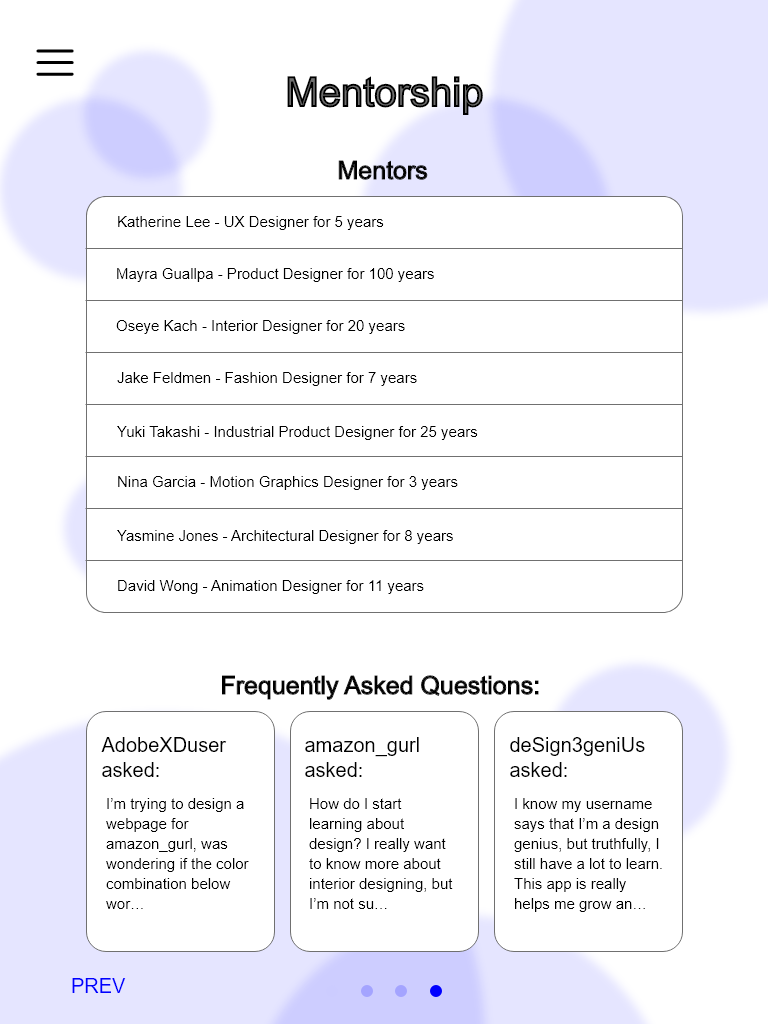 Mentorship
Mentors
Katherine Lee - UX Designer for 5 years
Mayra Guallpa - Product Designer for 100 years
Oseye Kach - Interior Designer for 20 years
Jake Feldmen - Fashion Designer for 7 years
Yuki Takashi - Industrial Product Designer for 25 years
Nina Garcia - Motion Graphics Designer for 3 years
Yasmine Jones - Architectural Designer for 8 years
David Wong - Animation Designer for 11 years
Frequently Asked Questions:
AdobeXDuser
asked:
I’m trying to design a
webpage for
amazon_gurl, was
wondering if the color
combination below
wor…
amazon_gurl
asked:
How do I start
learning about
design? I really want
to know more about
interior designing, but
I’m not su…
deSign3geniUs
asked:
I know my username
says that I’m a design
genius, but truthfully, I
still have a lot to learn.
This app is really
helps me grow an…
PREV